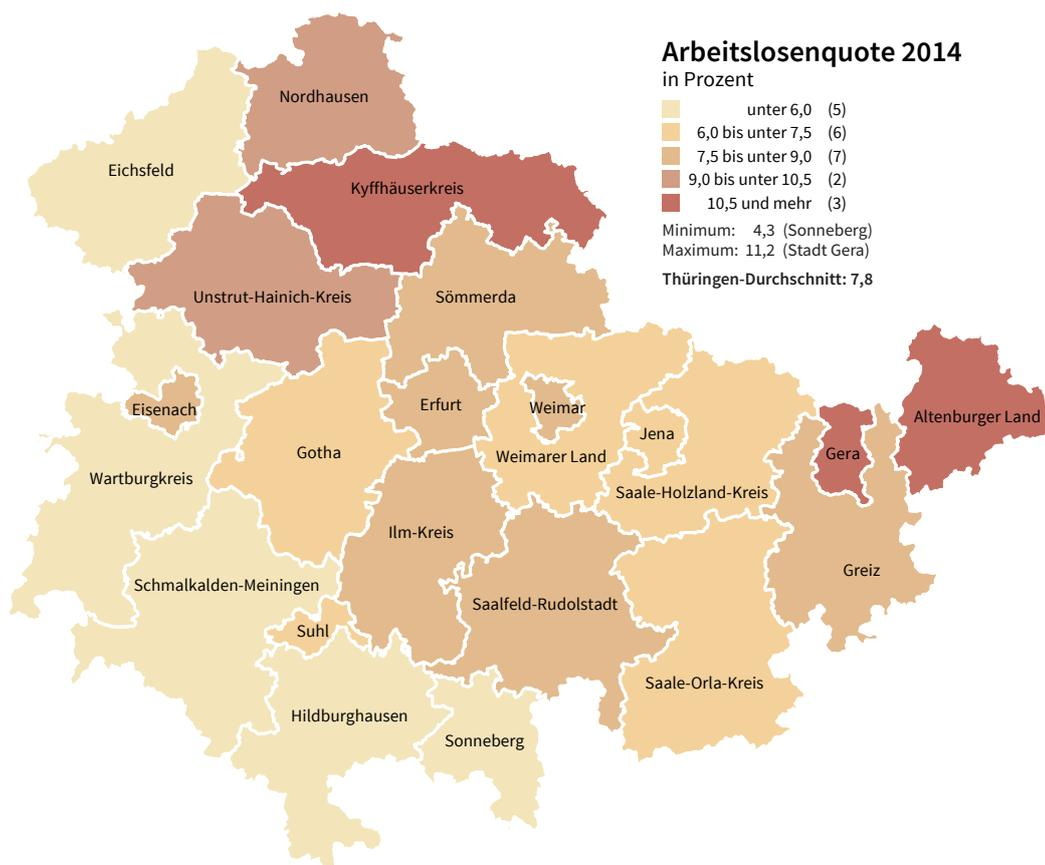 Arbeitslosenquote 2014
in Prozent
unter 6,0 (5)
6,0 bis unter 7,5 (6)
7,5 bis unter 9,0 (7)
9,0 bis unter 10,5 (2)
10,5 und mehr (3)
Minimum: 4,3 (Sonneberg)
Maximum: 11,2 (Stadt Gera)
Thüringen-Durchschnitt: 7,8
Nordhausen
Eichsfeld
Kyffhäuserkreis
Unstrut-Hainich-Kreis
Sömmerda
Eisenach
Erfurt
Weimar
Altenburger Land
Jena
Gotha
Weimarer Land
Gera
Wartburgkreis
Saale-Holzland-Kreis
Ilm-Kreis
Greiz
Schmalkalden-Meiningen
Saalfeld-Rudolstadt
Suhl
Saale-Orla-Kreis
Hildburghausen
Sonneberg